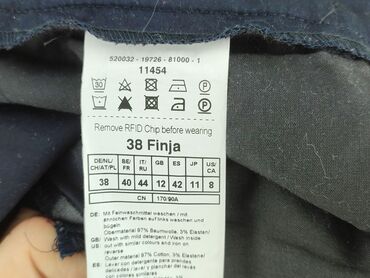 520032 - 19726 - 81000 - 1
11454
30 P
P
Remove RFID Chip before wearing
38 Finja
DE/NL/CH/AT/PL BE/FR IT/RU GB ES JP US/CA
38 40 44 12 42 11 8
CN 170/90A
DE: Mit Feinwaschmittel waschen / mit
ähnlichen Farben auf links waschen und
bügeln
Obermaterial 97% Baumwolle, 3% Elastan
GB/ Wash with mild detergent / Wash inside
US: out with similar colours and iron on
reverse
Outer material 97% Cotton, 3% Elastane
ES: Lavar con detergente para prendas
delicadas / lavar y planchar del revés